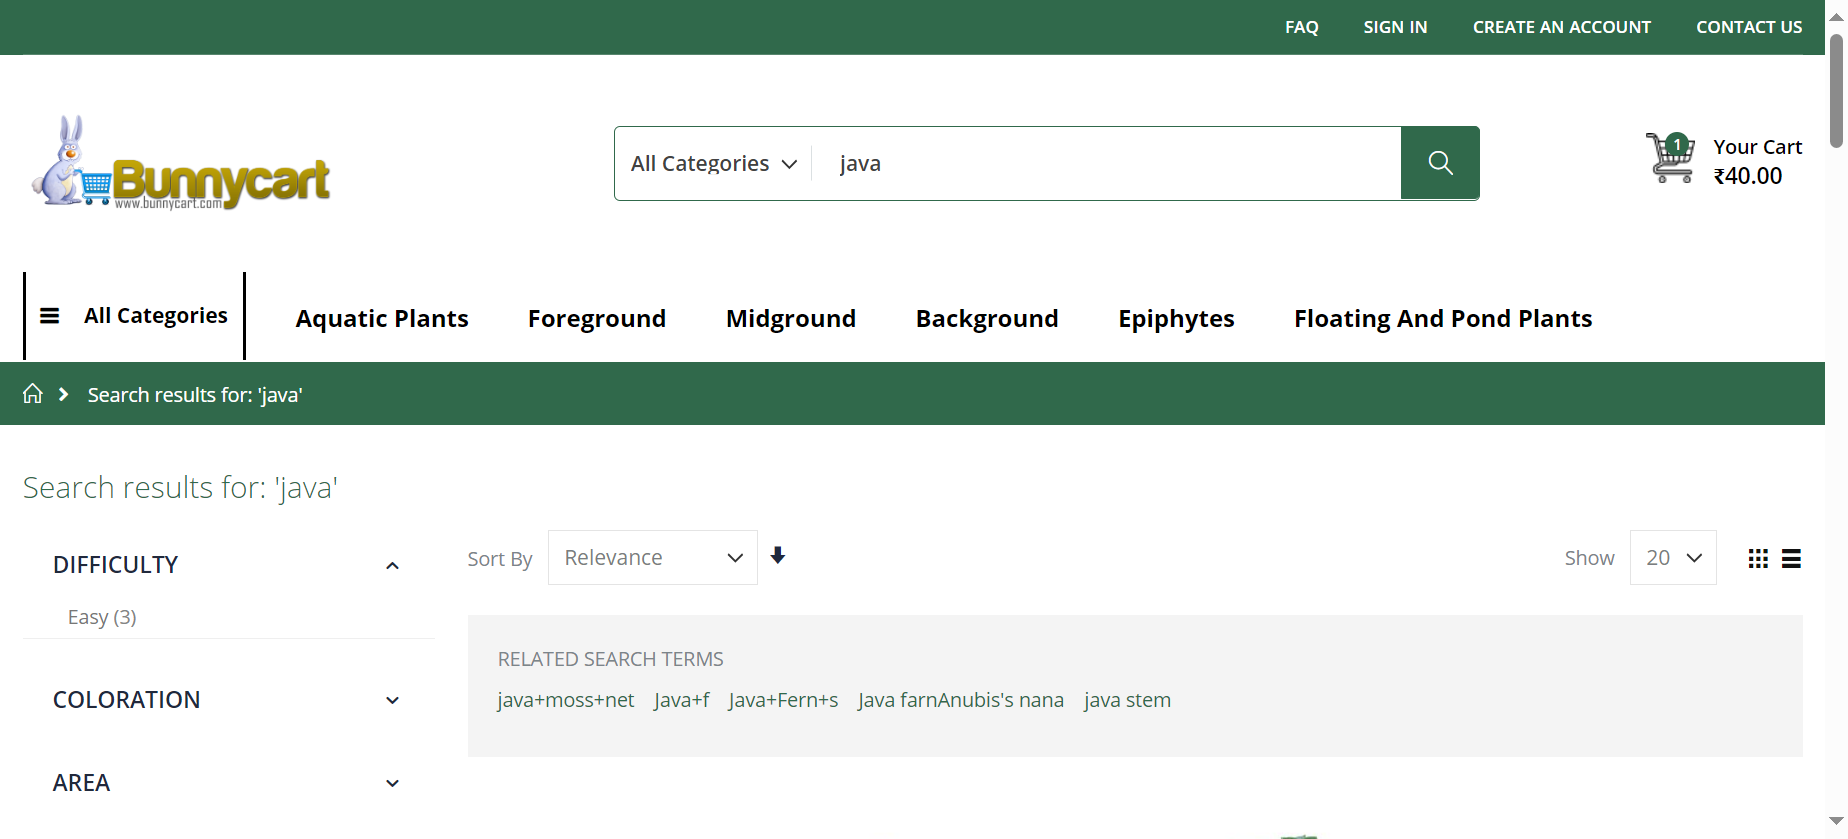 FAQ SIGN IN CREATE AN ACCOUNT CONTACT US
Bunnycart
www.bunnycart.com
All Categories java
1
Your Cart
₹40.00
All Categories Aquatic Plants Foreground Midground Background Epiphytes Floating And Pond Plants
Search results for: 'java'
Search results for: 'java'
DIFFICULTY
Easy (3)
COLORATION
AREA
Sort By Relevance Show 20
RELATED SEARCH TERMS
java+moss+net Java+f Java+Fern+s Java farnAnubis's nana java stem